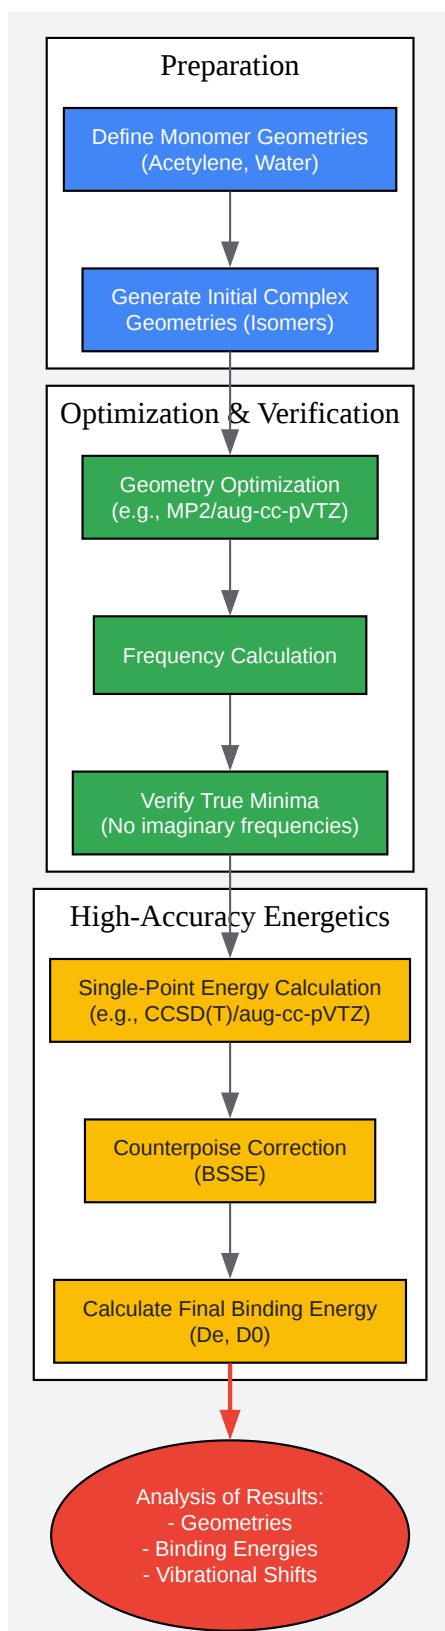 Preparation
Define Monomer Geometries
(Acetylene, Water)
Generate Initial Complex
Geometries (Isomers)
Optimization & Verification
Geometry Optimization
(e.g., MP2/aug-cc-pVTZ)
Frequency Calculation
Verify True Minima
(No imaginary frequencies)
High-Accuracy Energetics
Single-Point Energy Calculation
(e.g., CCSD(T)/aug-cc-pVTZ)
Counterpoise Correction
(BSSE)
Calculate Final Binding Energy
(De, D0)
Analysis of Results:
- Geometries
- Binding Energies
- Vibrational Shifts